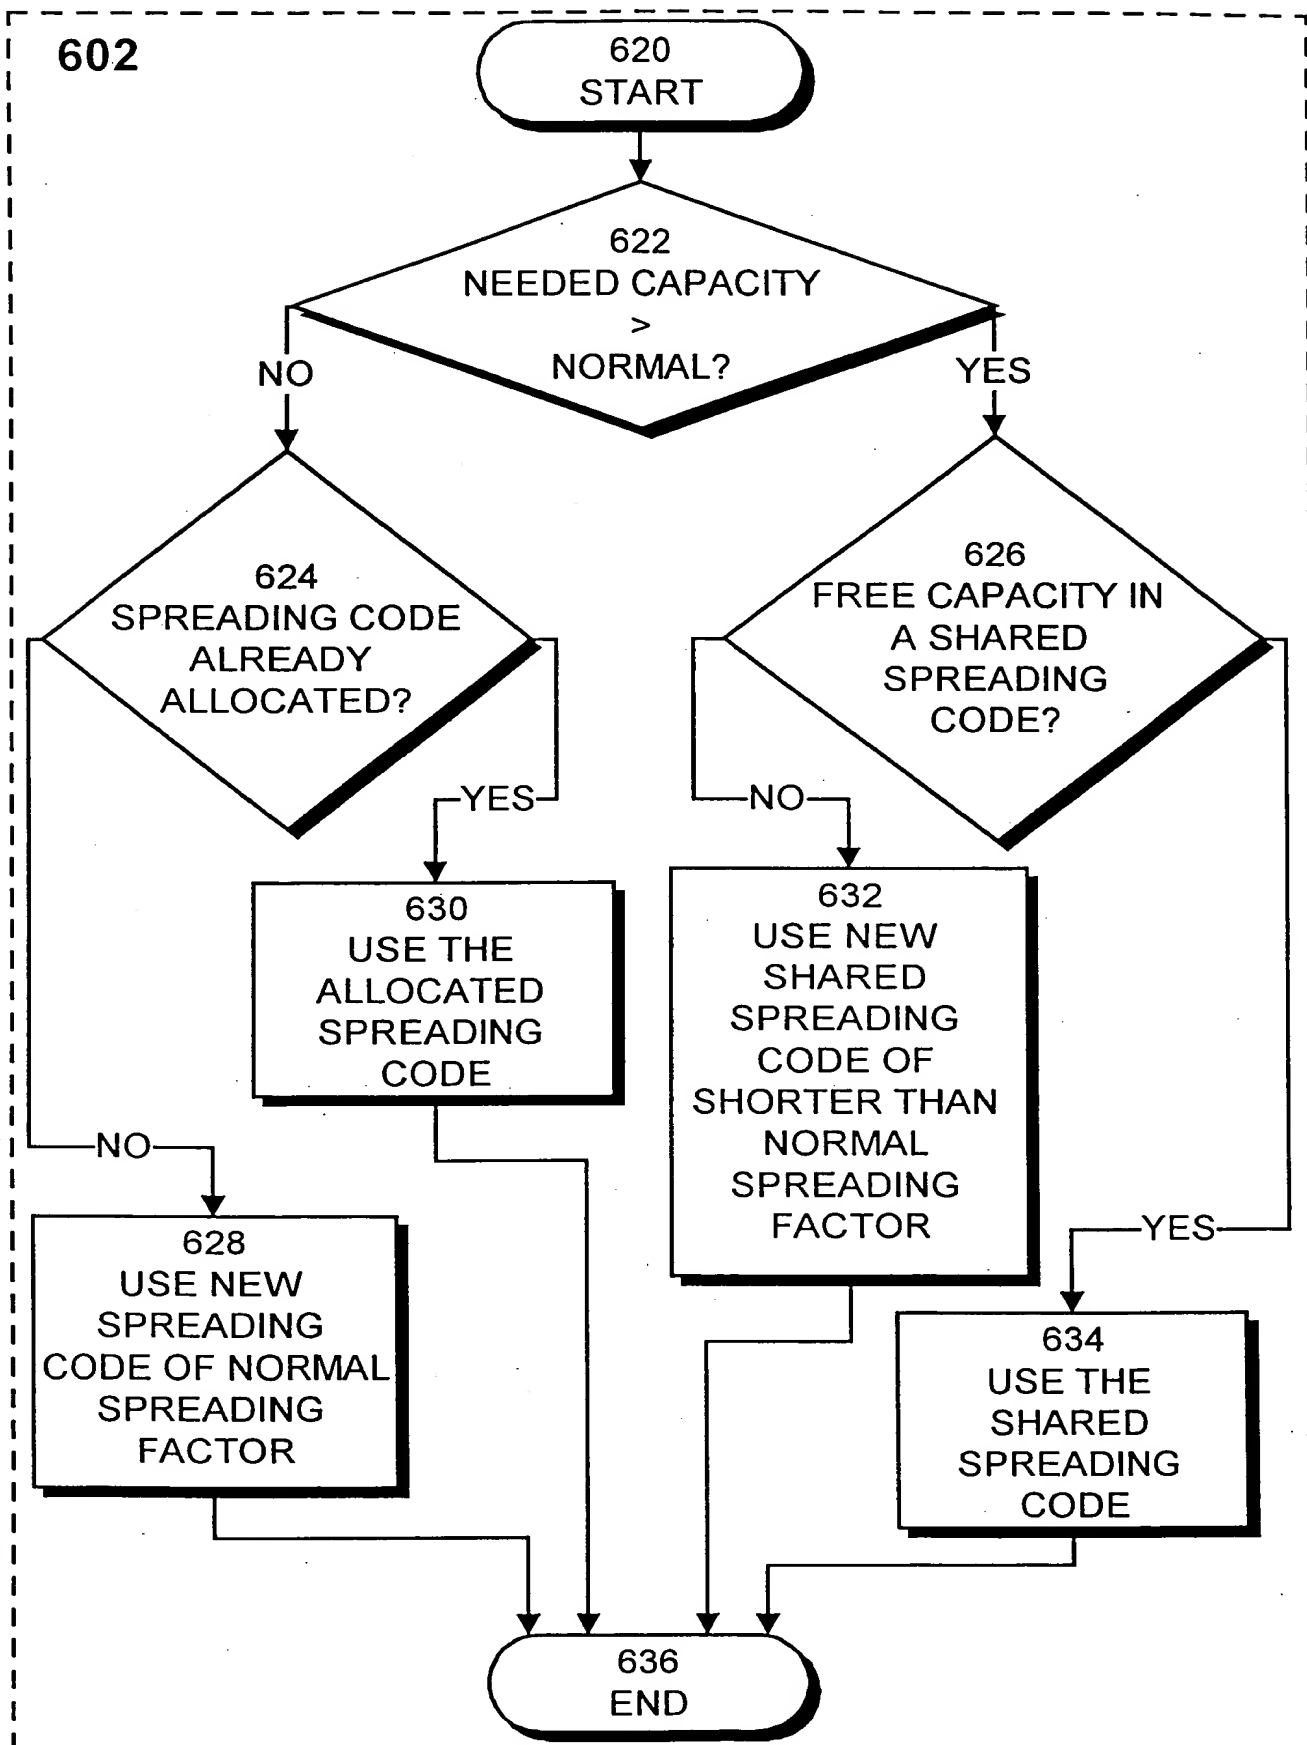 602
620
START
622
NEEDED CAPACITY
>
NORMAL?
NO
YES
624
SPREADING CODE
ALREADY
ALLOCATED?
626
FREE CAPACITY IN
A SHARED
SPREADING
CODE?
YES
NO
630
USE THE
ALLOCATED
SPREADING
CODE
632
USE NEW
SHARED
SPREADING
CODE OF
SHORTER THAN
NORMAL
SPREADING
FACTOR
NO
YES
628
USE NEW
SPREADING
CODE OF NORMAL
SPREADING
FACTOR
634
USE THE
SHARED
SPREADING
CODE
636
END